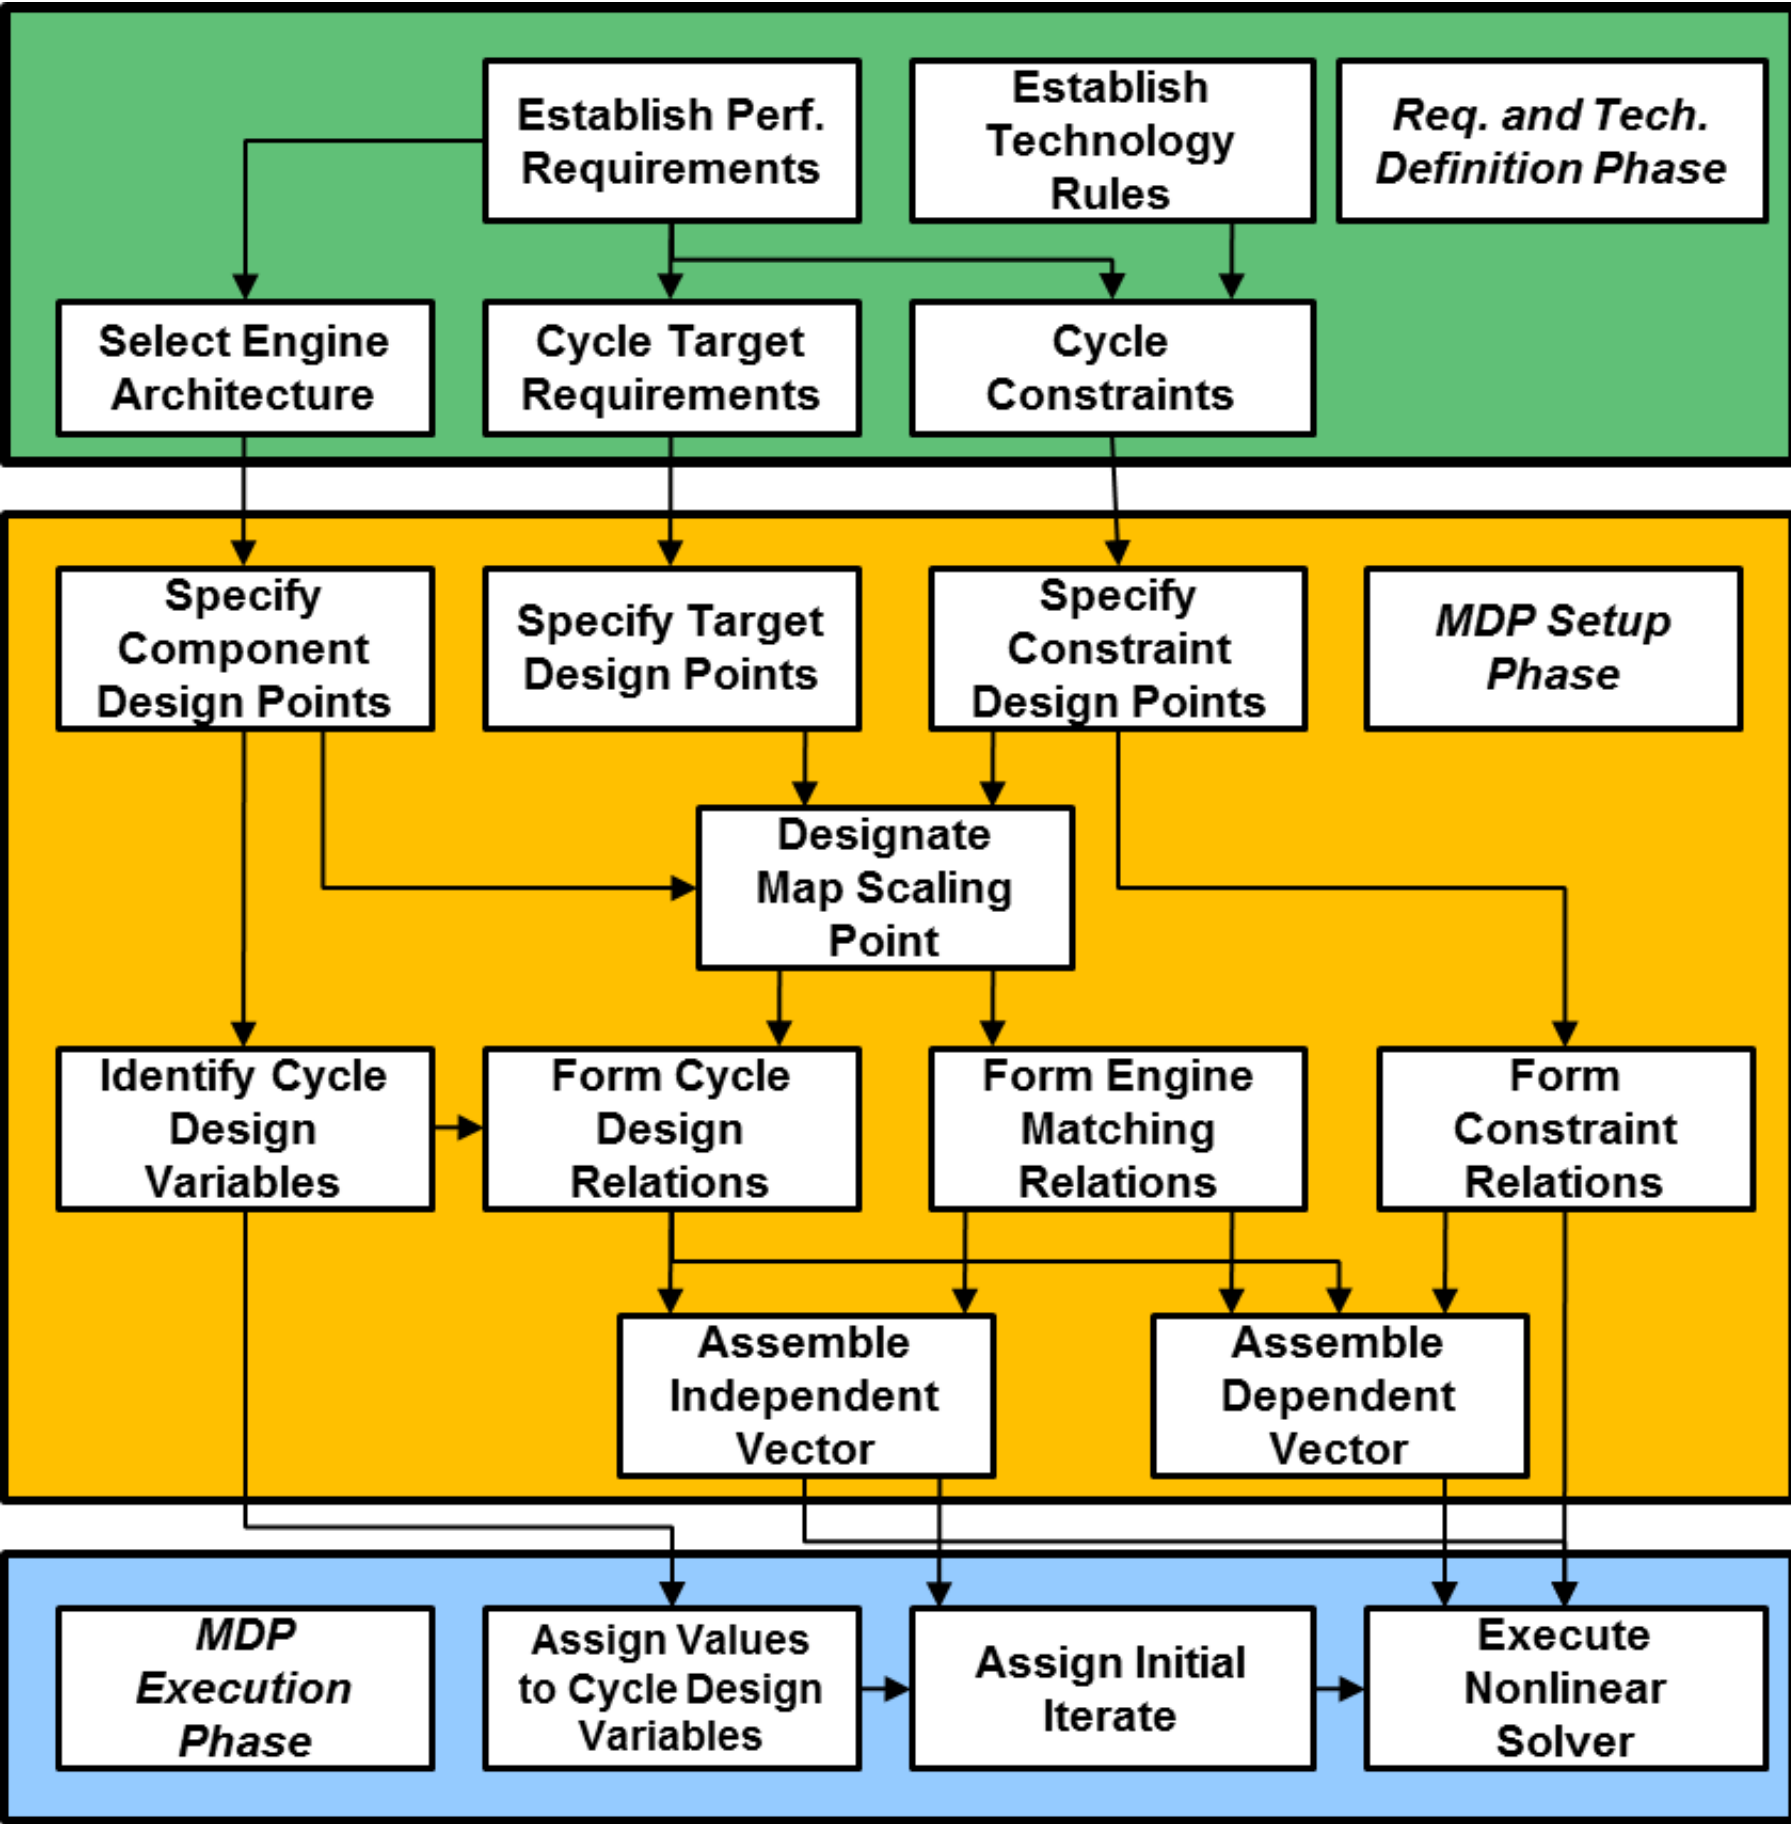 Establish Perf.
Requirements
Establish
Technology
Rules
Req. and Tech.
Definition Phase
Select Engine
Architecture
Cycle Target
Requirements
Cycle
Constraints
Specify
Component
Design Points
Specify Target
Design Points
Specify
Constraint
Design Points
MDP Setup
Phase
Designate
Map Scaling
Point
Identify Cycle
Design
Variables
Form Cycle
Design
Relations
Form Engine
Matching
Relations
Form
Constraint
Relations
Assemble
Independent
Vector
Assemble
Dependent
Vector
MDP
Execution
Phase
Assign Values
to Cycle Design
Variables
Assign Initial
Iterate
Execute
Nonlinear
Solver